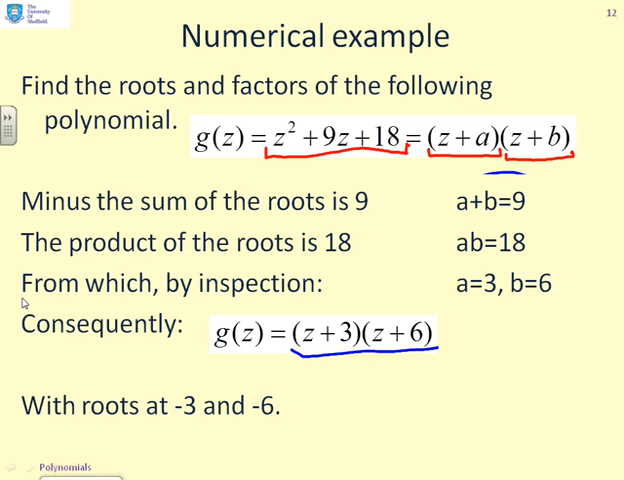 The University Of Sheffield.
12
Numerical example
Find the roots and factors of the following
polynomial. g(z) = z² + 9z + 18 = (z + a)(z + b)
Minus the sum of the roots is 9 a+b=9
The product of the roots is 18 ab=18
From which, by inspection: a=3, b=6
Consequently: g(z) = (z + 3)(z + 6)
With roots at -3 and -6.
Polynomials